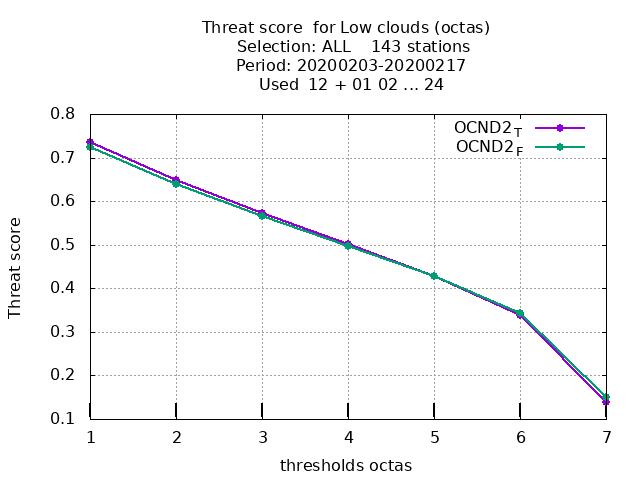 Threat score  for Low clouds (octas)
Selection: ALL    143 stations
Period: 20200203-20200217
Used  12 + 01 02 ... 24
OCND2_T
OCND2_F
0.8
0.7
0.6
0.5
0.4
0.3
0.2
0.1
Threat score
1 2 3 4 5 6 7
thresholds octas